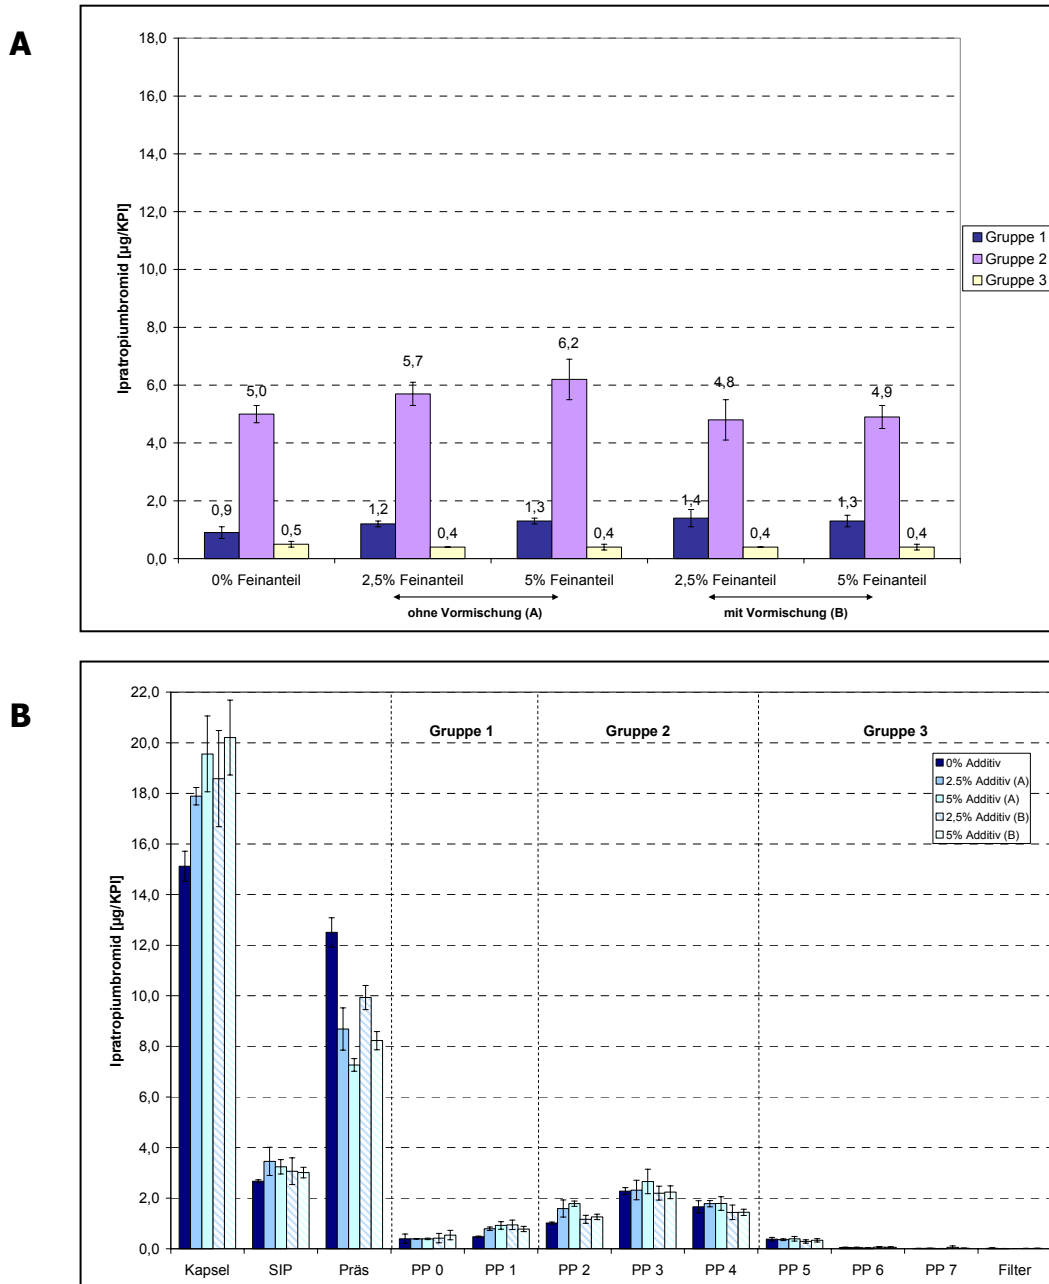 A
18,0
16,0
14,0
12,0
10,0
8,0
6,0
4,0
2,0
0,0
Ipratropiumbromid [µg/KPI]
0,9 5,0 0,5 1,2 5,7 0,4 1,3 6,2 0,4 1,4 4,8 0,4 1,3 4,9 0,4
Gruppe 1
Gruppe 2
Gruppe 3
0% Feinanteil 2,5% Feinanteil 5% Feinanteil 2,5% Feinanteil 5% Feinanteil
ohne Vormischung (A) mit Vormischung (B)
B
22,0
20,0
18,0
16,0
14,0
12,0
10,0
8,0
6,0
4,0
2,0
0,0
Ipratropiumbromid [µg/KPI]
Gruppe 1 Gruppe 2 Gruppe 3
0% Additiv
2.5% Additiv (A)
5% Additiv (A)
2,5% Additiv (B)
5% Additiv (B)
Kapsel SIP Präs PP 0 PP 1 PP 2 PP 3 PP 4 PP 5 PP 6 PP 7 Filter